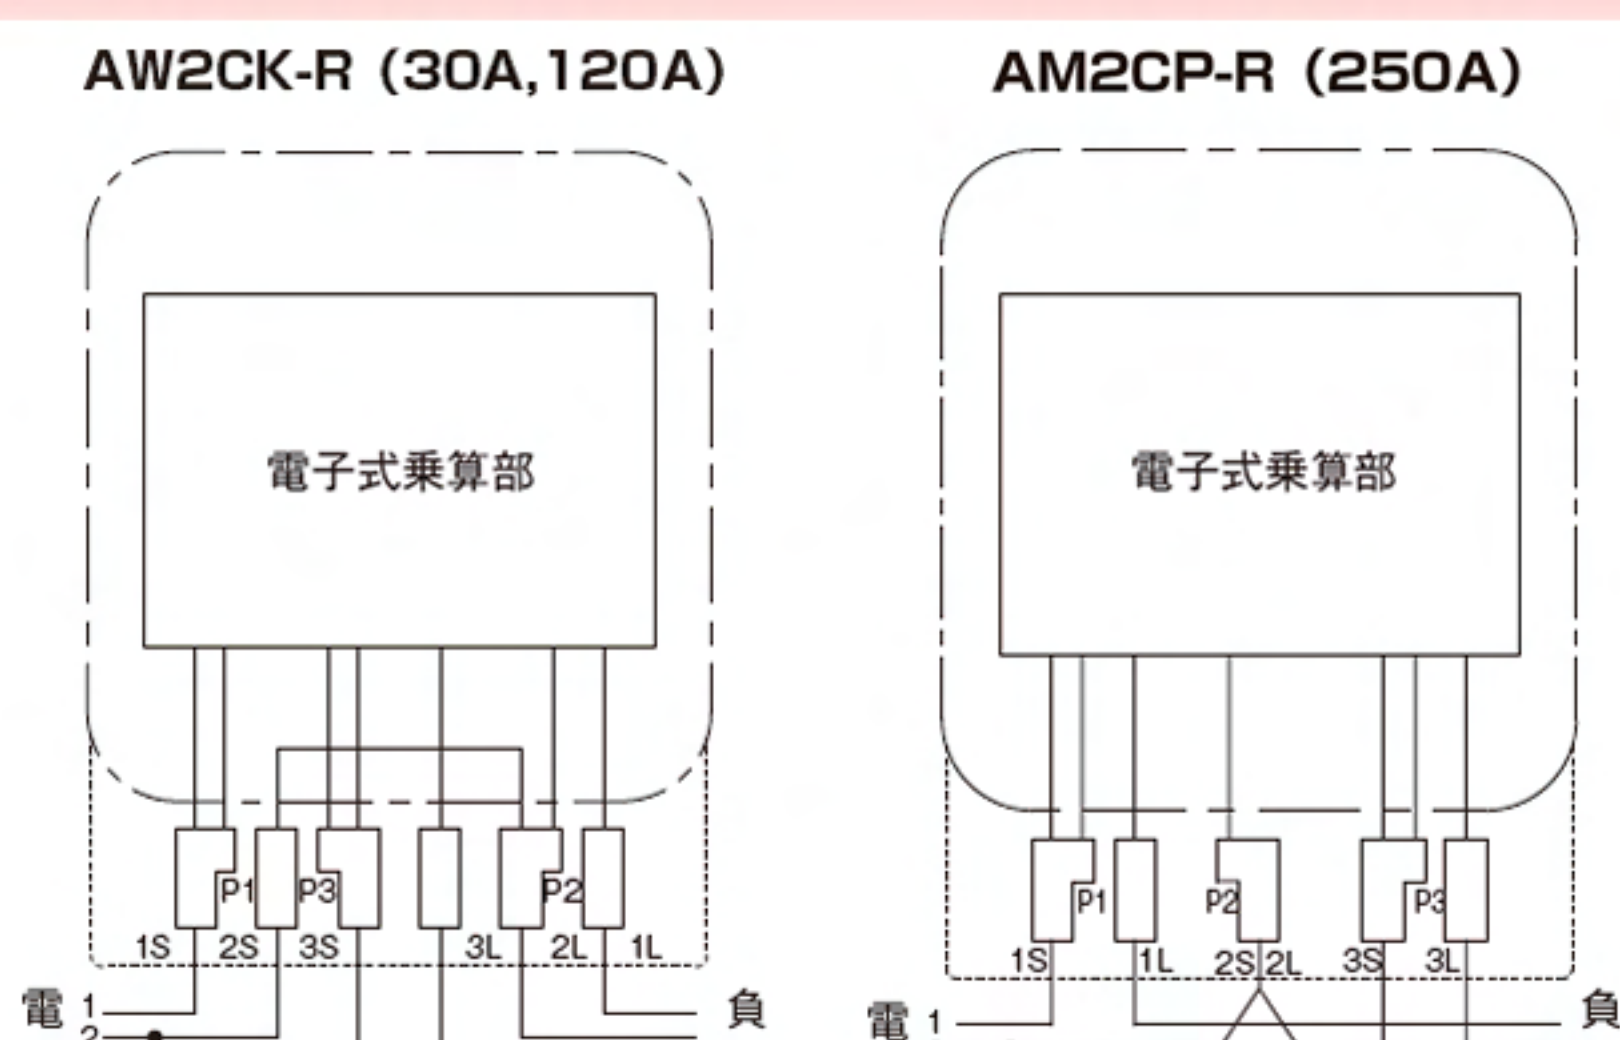 AW2CK-R (30A,120A)
AM2CP-R (250A)
電子式乗算部
電子式乗算部
P1 P3 P2
1S 2S 3S 3L 2L 1L
電 1 負
2
P1 P2 P3
1S 1L 2S 2L 3S 3L
電 1 負